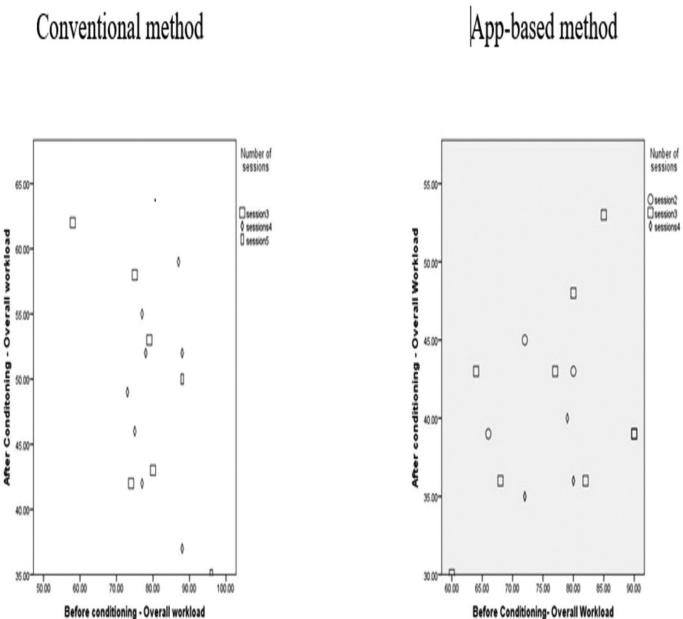 Conventional method
App-based method
Number of
sessions
session3
sessions4
session5
65.00
60.00
55.00
50.00
45.00
40.00
35.00
After Conditoning - Overall workload
50.00 60.00 70.00 80.00 90.00 100.00
Before conditioning - Overall workload
Number of
sessions
session2
session3
sessions4
55.00
50.00
45.00
40.00
35.00
30.00
After conditioning - Overall Workload
60.00 65.00 70.00 75.00 80.00 85.00 90.00
Before Conditioning- Overall Workload